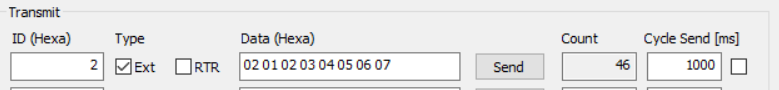 Transmit
ID (Hexa) Type Data (Hexa) Count Cycle Send [ms]
2 Ext RTR 02 01 02 03 04 05 06 07 Send 46 1000